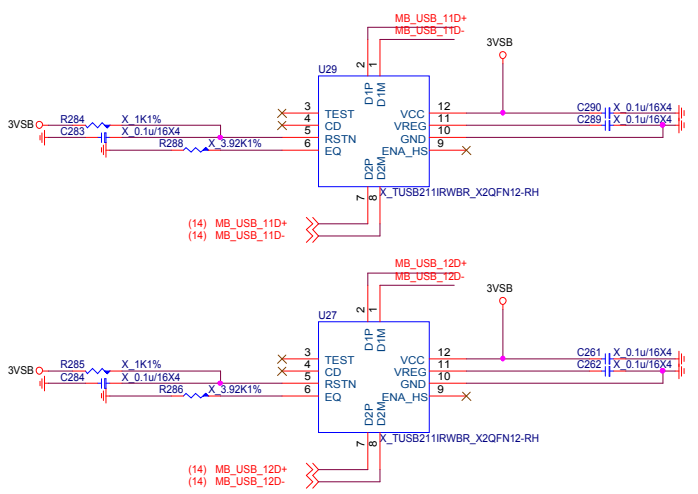 MB_USB_11D+
MB_USB_11D-
3VSB
U29
2 1
D1P D1M
3 TEST
4 CD
5 RSTN
6 EQ
VCC 12
VREG 11
GND 10
ENA_HS 9
D2P D2M
7 8
X_TUSB211IRWBR_X2QFN12-RH
3VSB
R284 X_1K1%
C283 X_0.1u/16X4
R288 X_3.92K1%
C290 X_0.1u/16X4
C289 X_0.1u/16X4
(14) MB_USB_11D+
(14) MB_USB_11D-
MB_USB_12D+
MB_USB_12D-
3VSB
U27
2 1
D1P D1M
3 TEST
4 CD
5 RSTN
6 EQ
VCC 12
VREG 11
GND 10
ENA_HS 9
D2P D2M
7 8
X_TUSB211IRWBR_X2QFN12-RH
3VSB
R285 X_1K1%
C284 X_0.1u/16X4
R286 X_3.92K1%
C261 X_0.1u/16X4
C262 X_0.1u/16X4
(14) MB_USB_12D+
(14) MB_USB_12D-